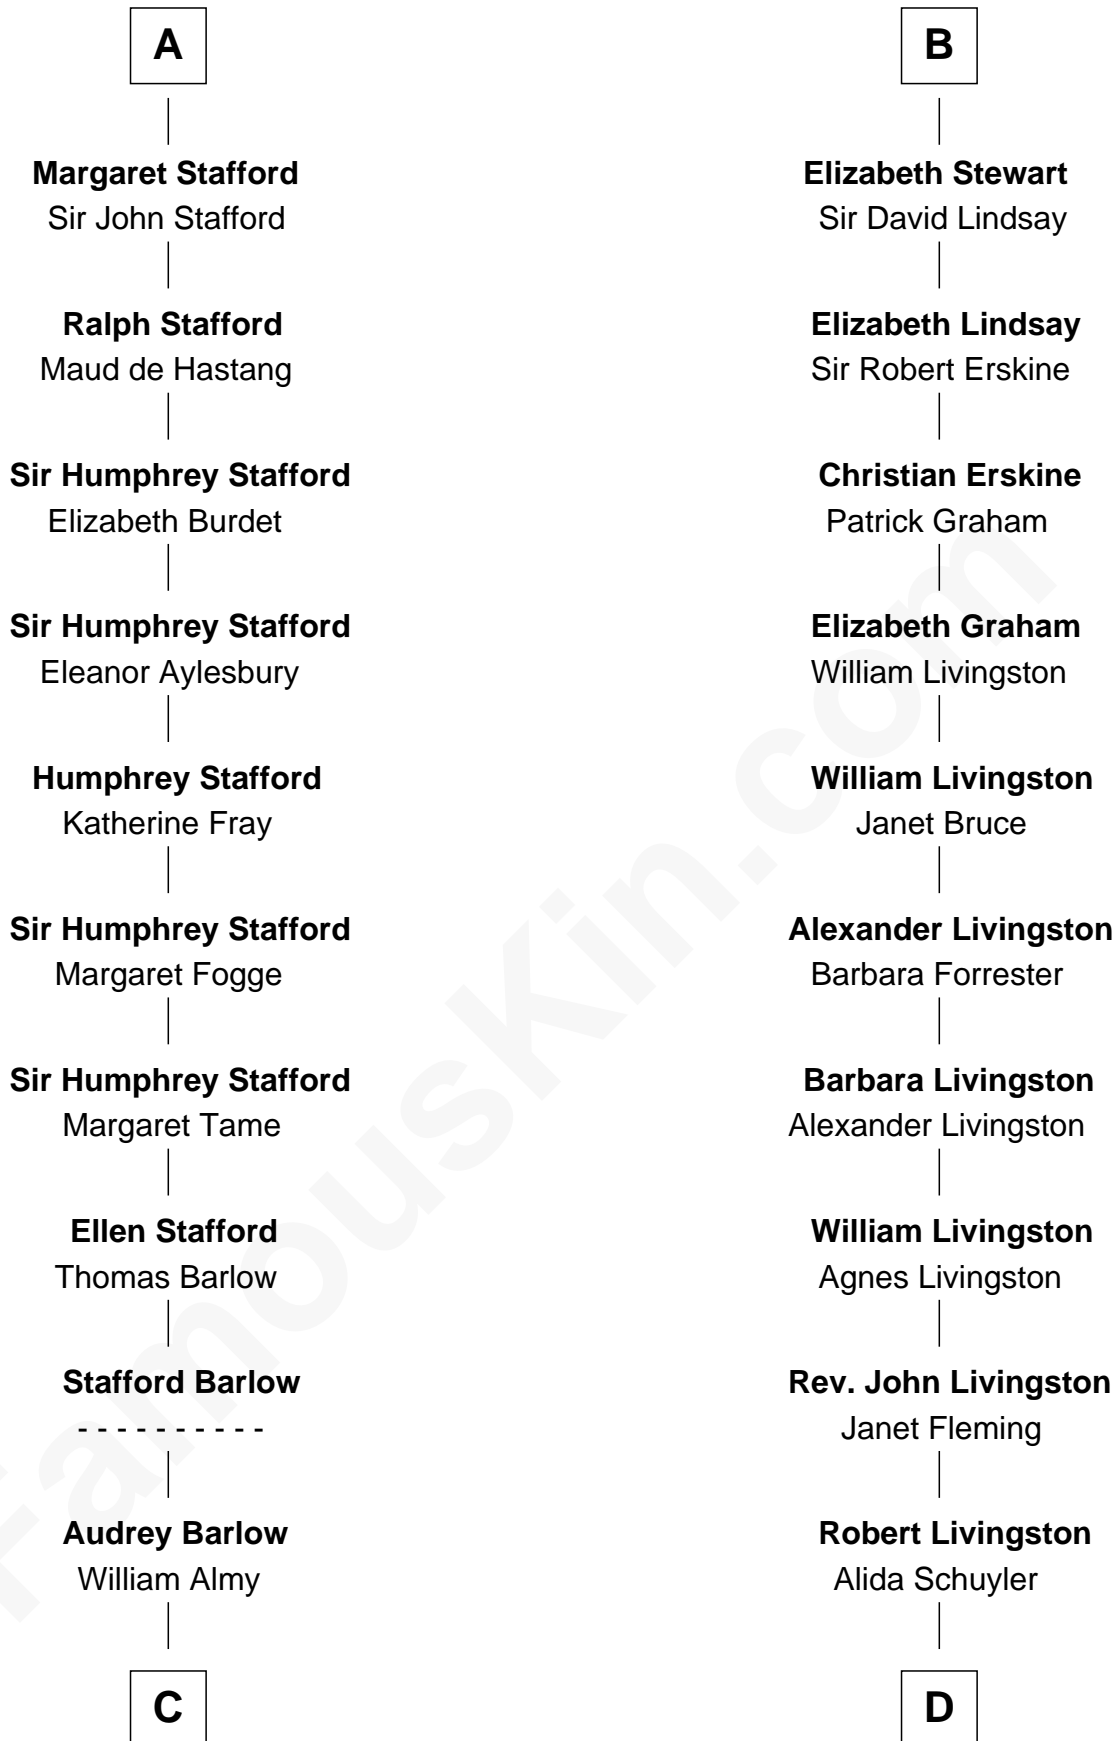 A
Margaret Stafford
Sir John Stafford
Ralph Stafford
Maud de Hastang
Sir Humphrey Stafford
Elizabeth Burdet
Sir Humphrey Stafford
Eleanor Aylesbury
Humphrey Stafford
Katherine Fray
Sir Humphrey Stafford
Margaret Fogge
Sir Humphrey Stafford
Margaret Tame
Ellen Stafford
Thomas Barlow
Stafford Barlow
- - - - - - - - - -
Audrey Barlow
William Almy
C
B
Elizabeth Stewart
Sir David Lindsay
Elizabeth Lindsay
Sir Robert Erskine
Christian Erskine
Patrick Graham
Elizabeth Graham
William Livingston
William Livingston
Janet Bruce
Alexander Livingston
Barbara Forrester
Barbara Livingston
Alexander Livingston
William Livingston
Agnes Livingston
Rev. John Livingston
Janet Fleming
Robert Livingston
Alida Schuyler
D
FamousKin.com